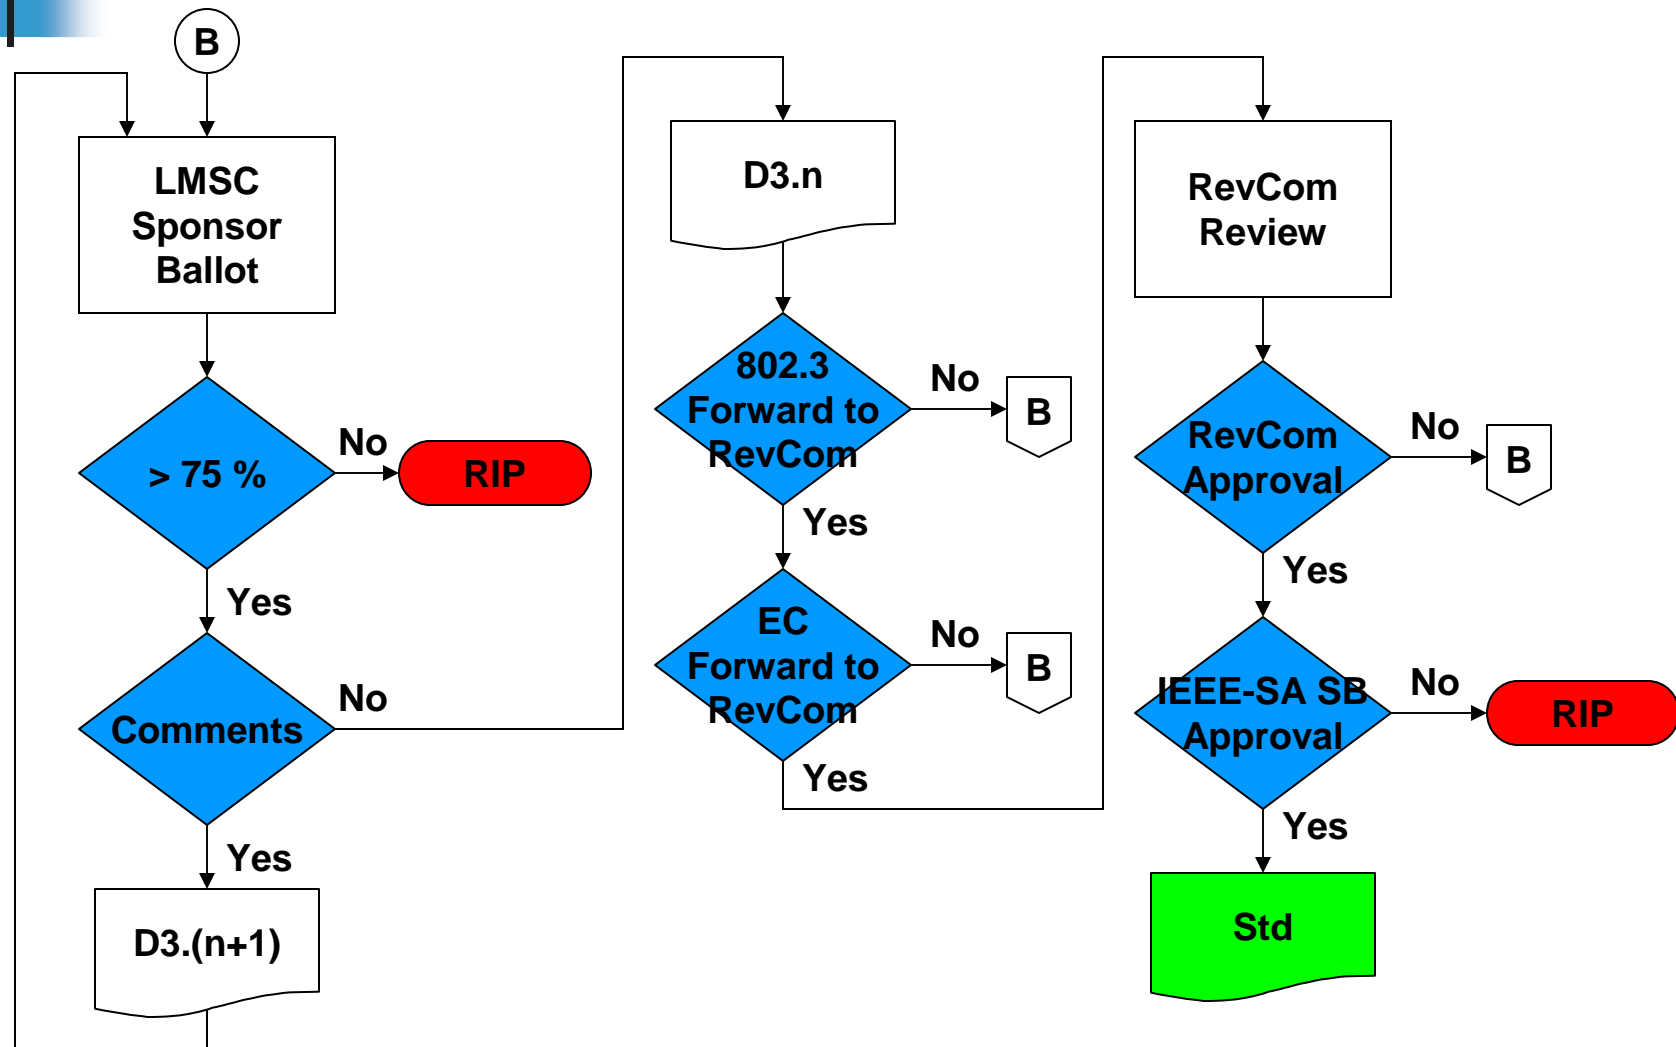 B
LMSC
Sponsor
Ballot
> 75 %
No
RIP
Yes
Comments
No
Yes
D3.(n+1)
D3.n
802.3
Forward to
RevCom
No
B
Yes
EC
Forward to
RevCom
No
B
Yes
RevCom
Review
RevCom
Approval
No
B
Yes
IEEE-SA SB
Approval
No
RIP
Yes
Std